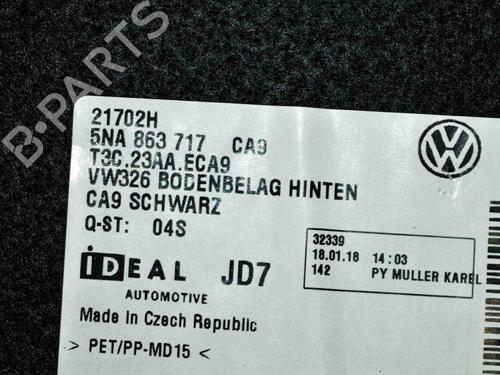 B-PARTS
21702H
5NA 863 717 CA9
T3C.23AA.ECA9
VW326 BODENBELAG HINTEN
CA9 SCHWARZ
Q-ST: 04S
32339
18.01.18 14:03
142 PY MULLER KAREL
iDEAL JD7
AUTOMOTIVE
Made in Czech Republic
> PET/PP-MD15 <